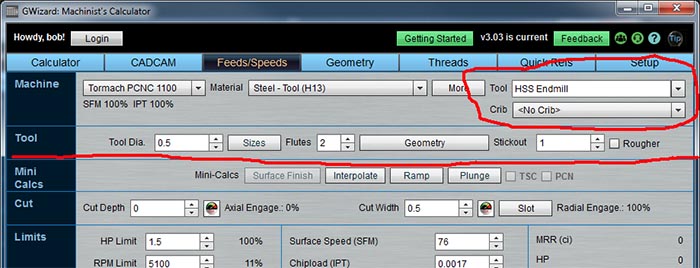 GWizard: Machinist's Calculator
Howdy, bob! Login Getting Started v3.03 is current Feedback Tip
Calculator CADCAM Feeds/Speeds Geometry Threads Quick Refs Setup
Machine Tormach PCNC 1100 Material Steel - Tool (H13) More Tool HSS Endmill
SFM 100% IPT 100% Crib <No Crib>
Tool Tool Dia. 0.5 Sizes Flutes 2 Geometry Stickout 1 Rougher
Mini Calcs Mini-Calcs Surface Finish Interpolate Ramp Plunge TSC PCN
Cut Cut Depth 0 Axial Engage.: 0% Cut Width 0.5 Slot Radial Engage.: 100%
Limits HP Limit 1.5 100% Surface Speed (SFM) 76 MRR (ci) 0
RPM Limit 5100 11% Chipload (IPT) 0.0017 HP 0